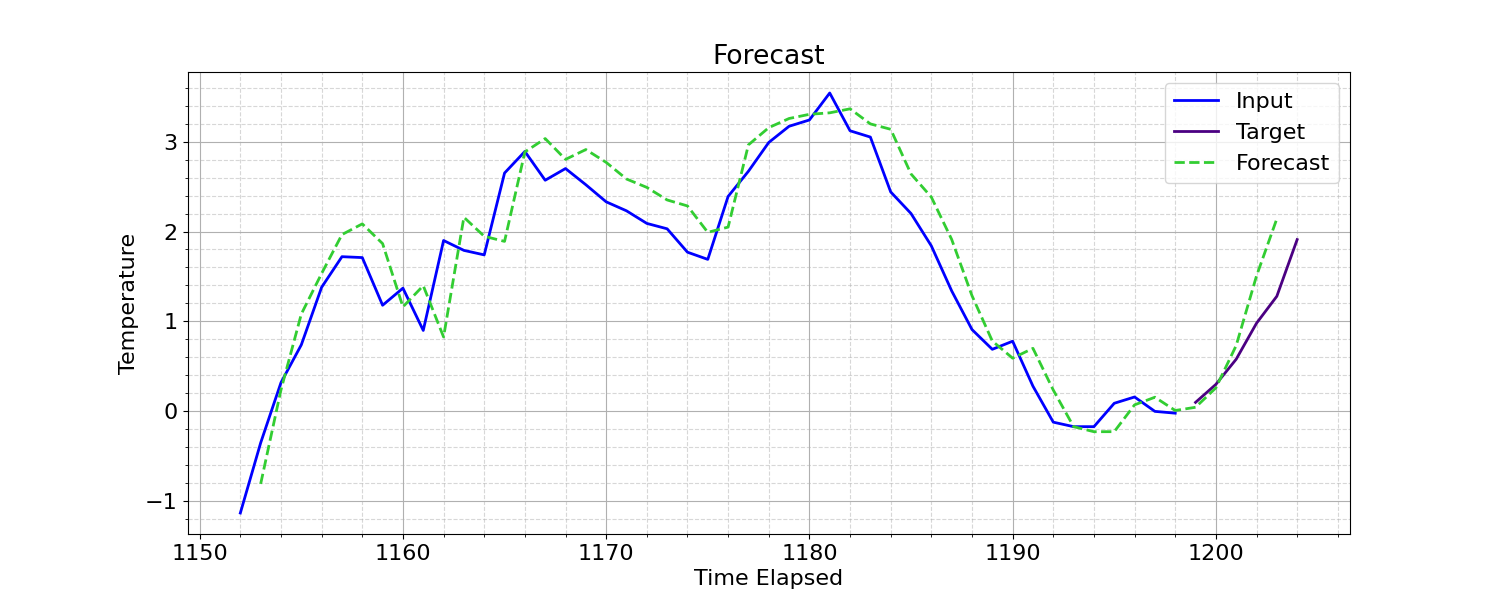 Forecast
Input
Target
Forecast
Temperature
3
2
1
0
−1
1150 1160 1170 1180 1190 1200
Time Elapsed